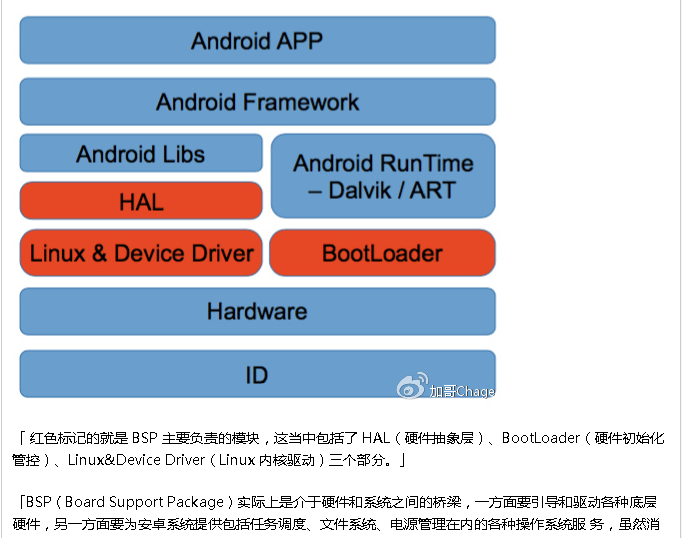 Android APP
Android Framework
Android Libs
Android RunTime
– Dalvik / ART
HAL
Linux & Device Driver
BootLoader
Hardware
ID
加哥Chage
「 红色标记的就是 BSP 主要负责的模块，这当中包括了 HAL（硬件抽象层）、BootLoader（硬件初始化
管控）、Linux&Device Driver（Linux 内核驱动）三个部分。」
「BSP（Board Support Package）实际上是介于硬件和系统之间的桥梁，一方面要引导和驱动各种底层
硬件，另一方面要为安卓系统提供包括任务调度、文件系统、电源管理在内的各种操作系统服 务，虽然消